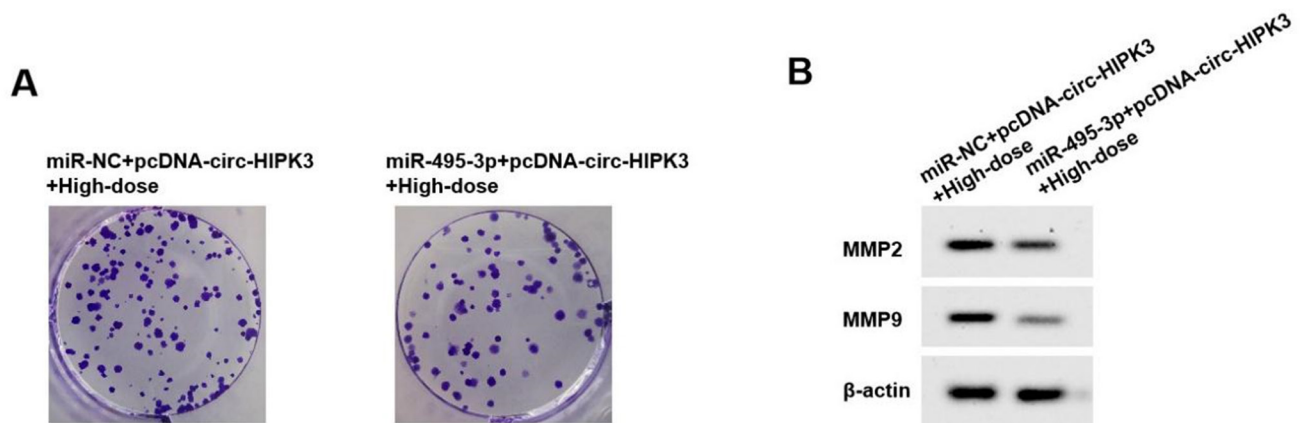 A
miR-NC+pcDNA-circ-HIPK3
+High-dose
miR-495-3p+pcDNA-circ-HIPK3
+High-dose
B
miR-NC+pcDNA-circ-HIPK3
+High-dose
miR-495-3p+pcDNA-circ-HIPK3
+High-dose
MMP2
MMP9
β-actin